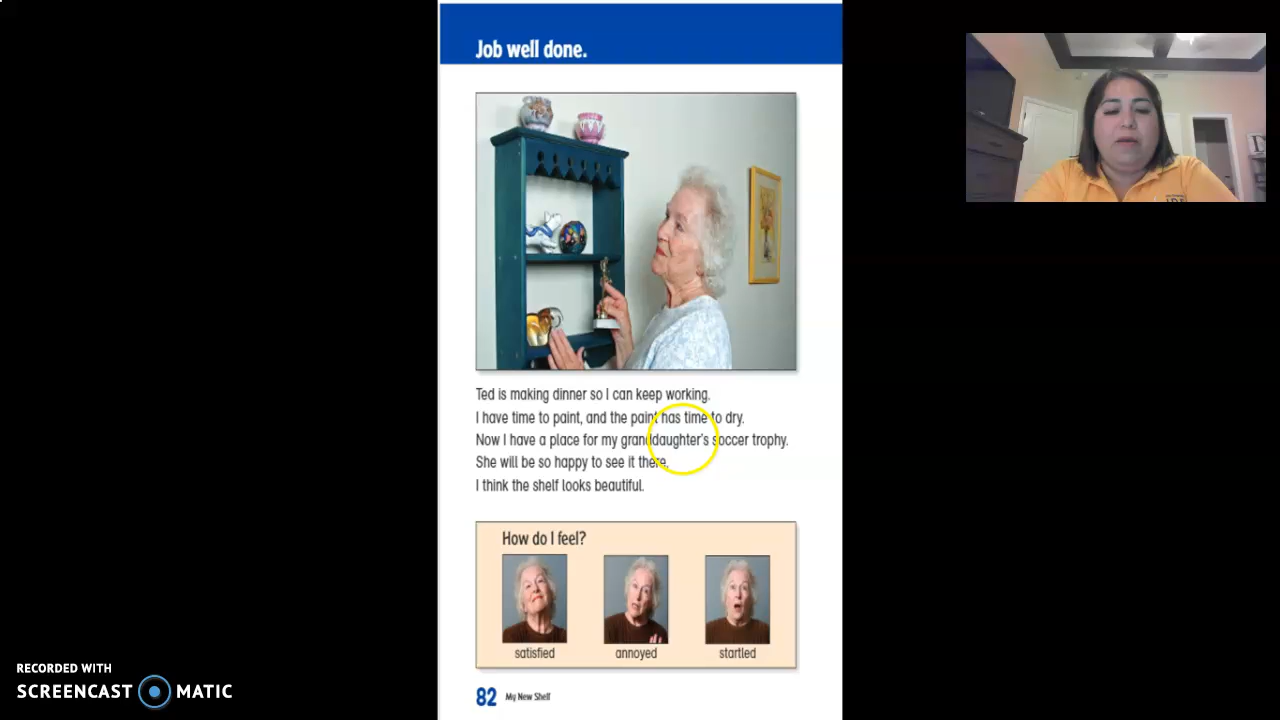 Job well done.
Ted is making dinner so I can keep working.
I have time to paint, and the paint has time to dry.
Now I have a place for my granddaughter's soccer trophy.
She will be so happy to see it there.
I think the shelf looks beautiful.
How do I feel?
satisfied annoyed startled
82 My New Shelf
RECORDED WITH
SCREENCAST MATIC